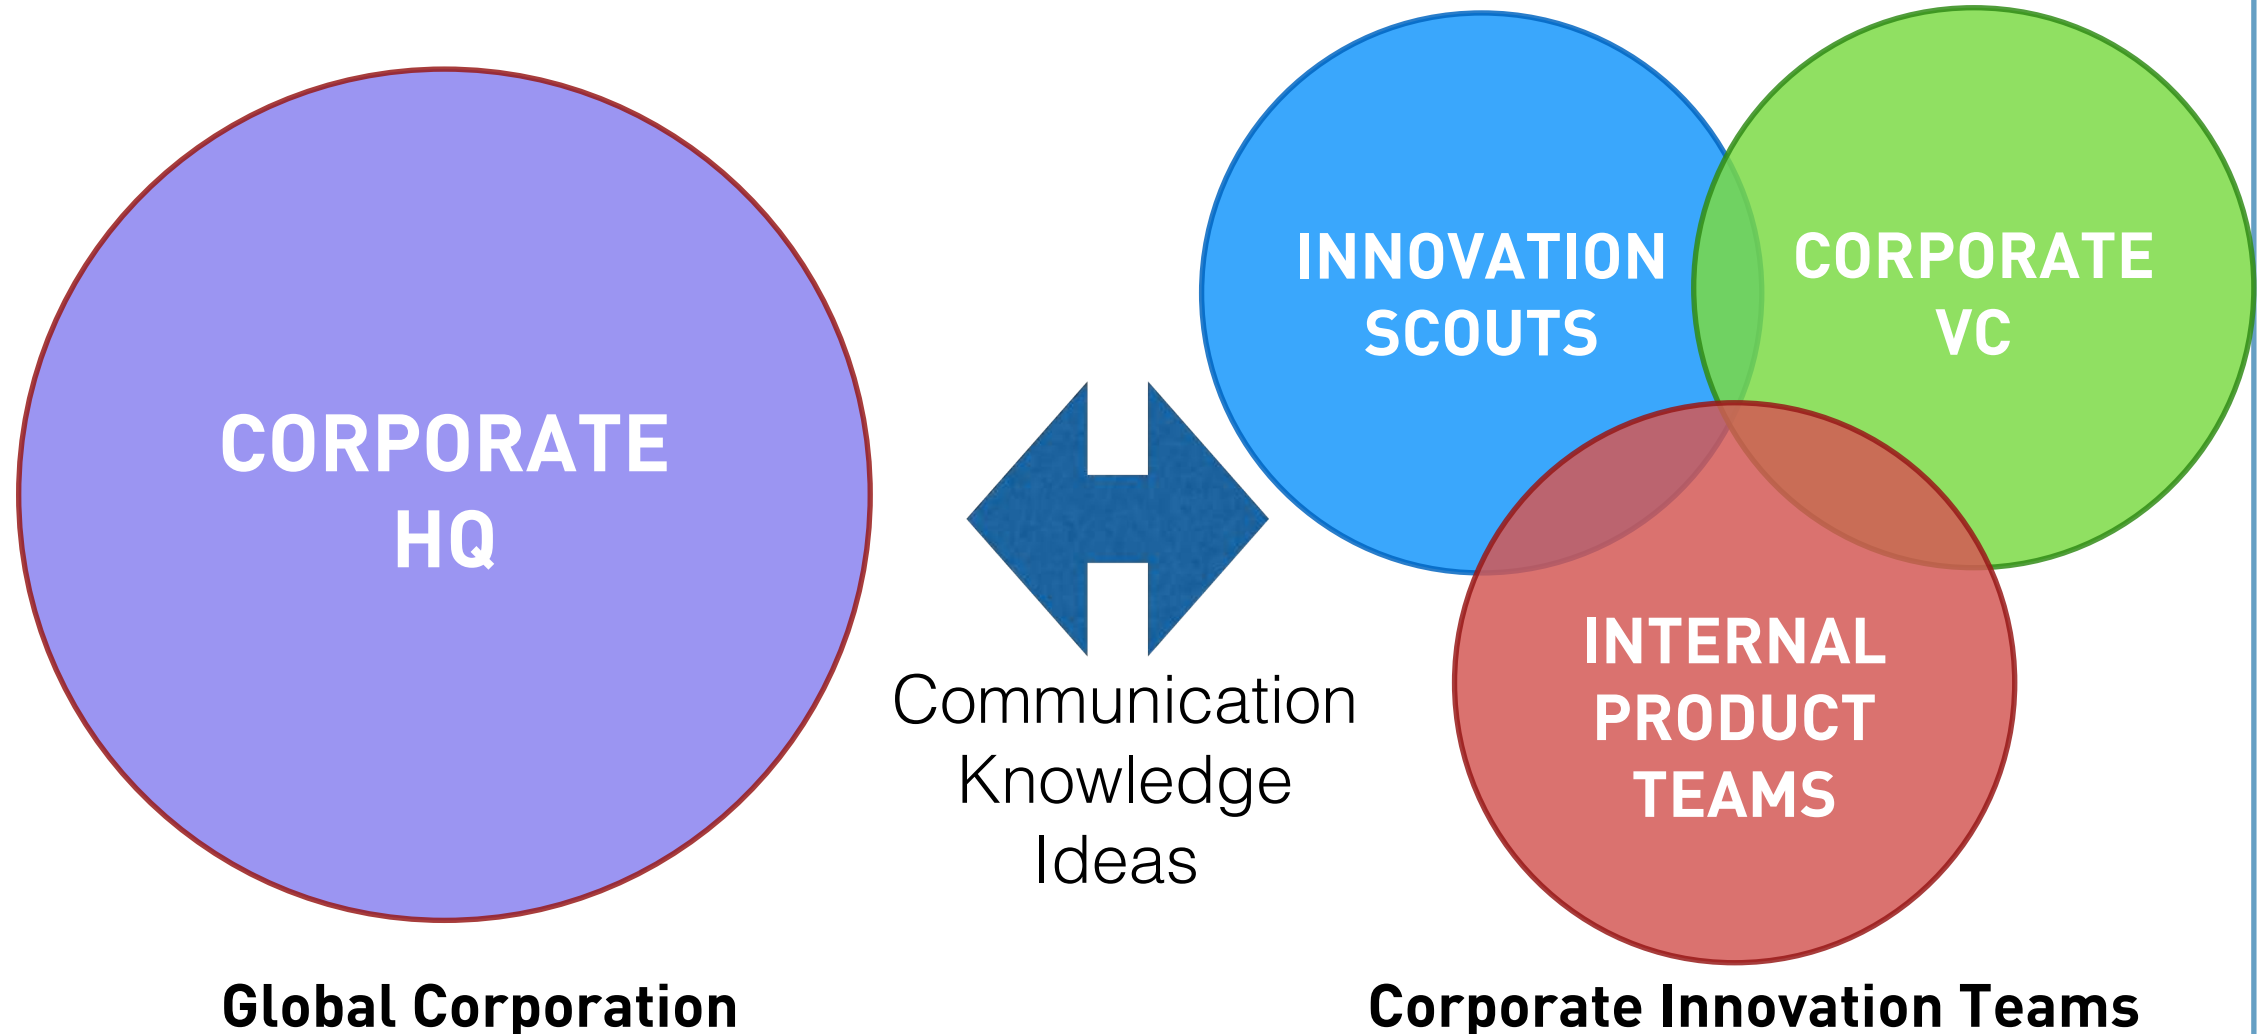 CORPORATE
HQ
Global Corporation
Communication
Knowledge
Ideas
INNOVATION
SCOUTS
CORPORATE
VC
INTERNAL
PRODUCT
TEAMS
Corporate Innovation Teams